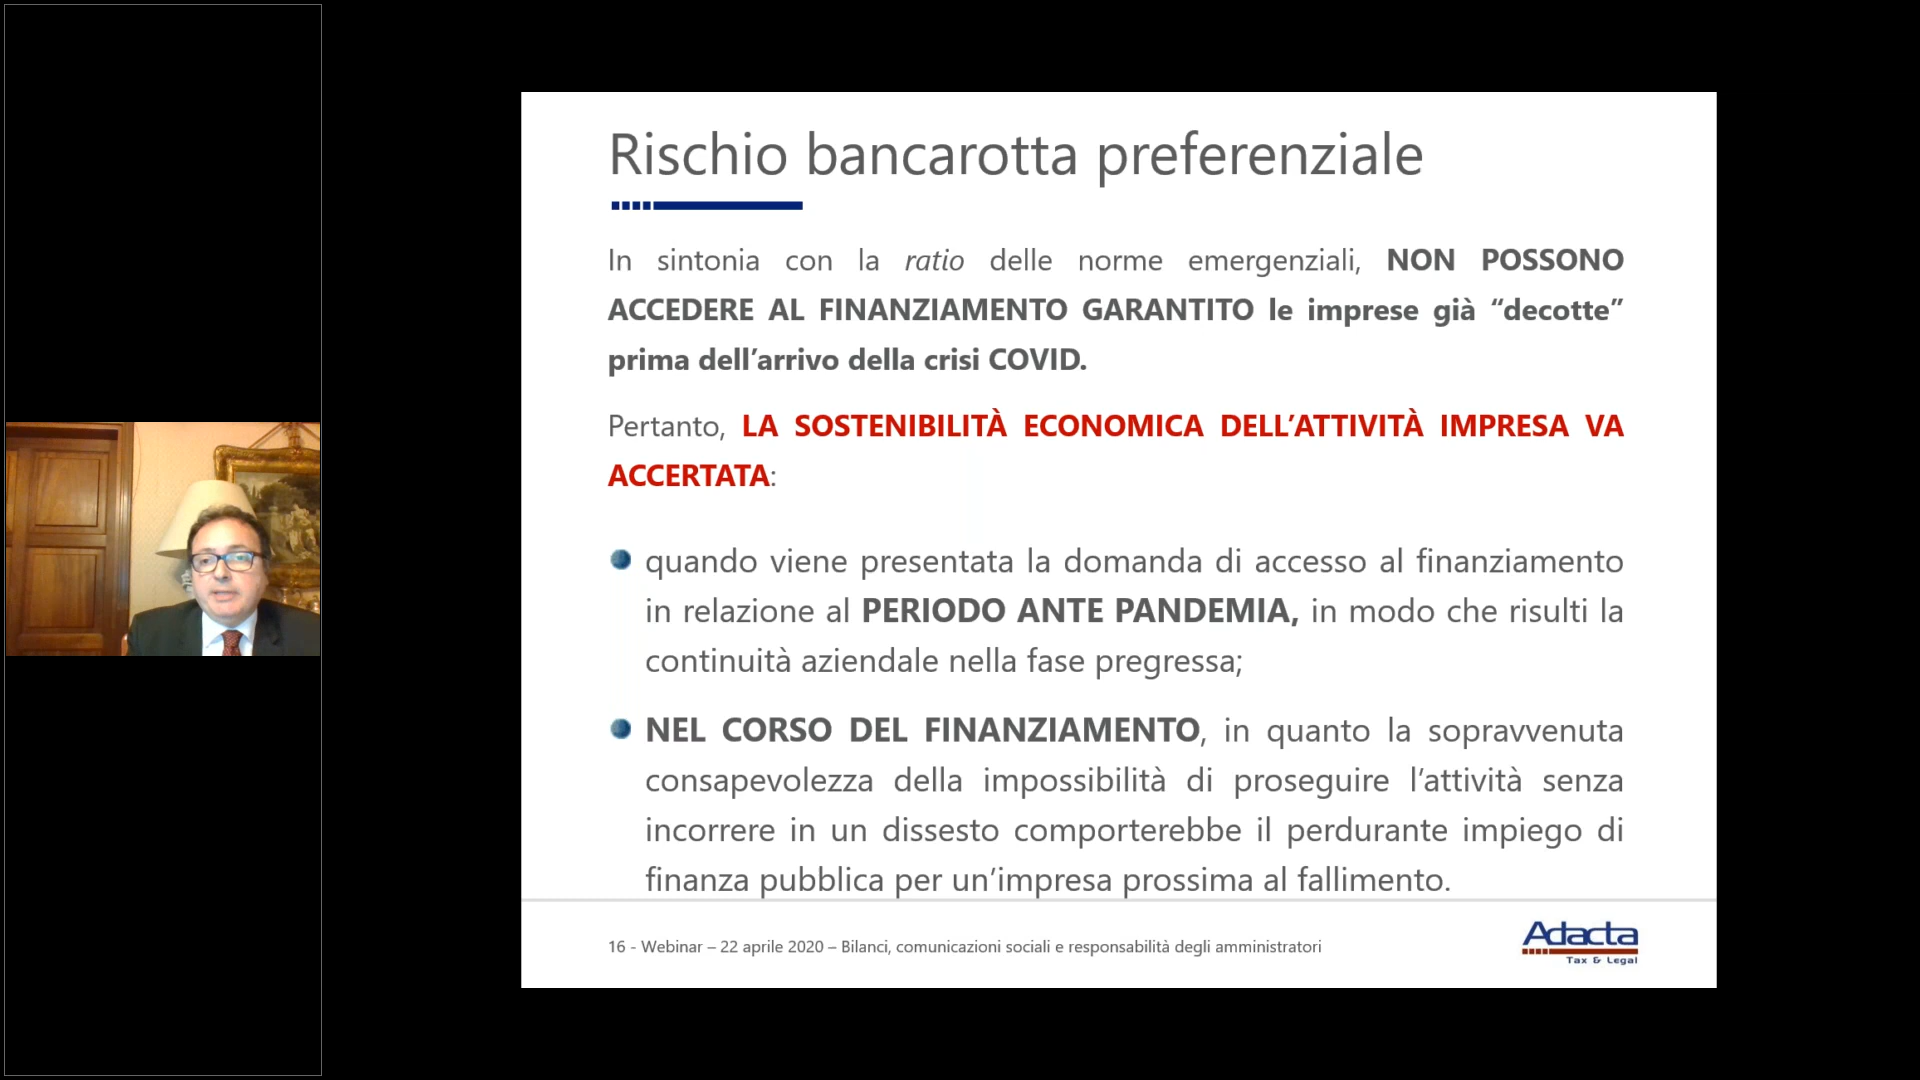 Rischio bancarotta preferenziale
In sintonia con la ratio delle norme emergenziali, NON POSSONO
ACCEDERE AL FINANZIAMENTO GARANTITO le imprese già “decotte”
prima dell’arrivo della crisi COVID.
Pertanto, LA SOSTENIBILITÀ ECONOMICA DELL’ATTIVITÀ IMPRESA VA
ACCERTATA:
quando viene presentata la domanda di accesso al finanziamento
in relazione al PERIODO ANTE PANDEMIA, in modo che risulti la
continuità aziendale nella fase pregressa;
NEL CORSO DEL FINANZIAMENTO, in quanto la sopravvenuta
consapevolezza della impossibilità di proseguire l’attività senza
incorrere in un dissesto comporterebbe il perdurante impiego di
finanza pubblica per un’impresa prossima al fallimento.
16 - Webinar – 22 aprile 2020 – Bilanci, comunicazioni sociali e responsabilità degli amministratori
Adacta
Tax & Legal